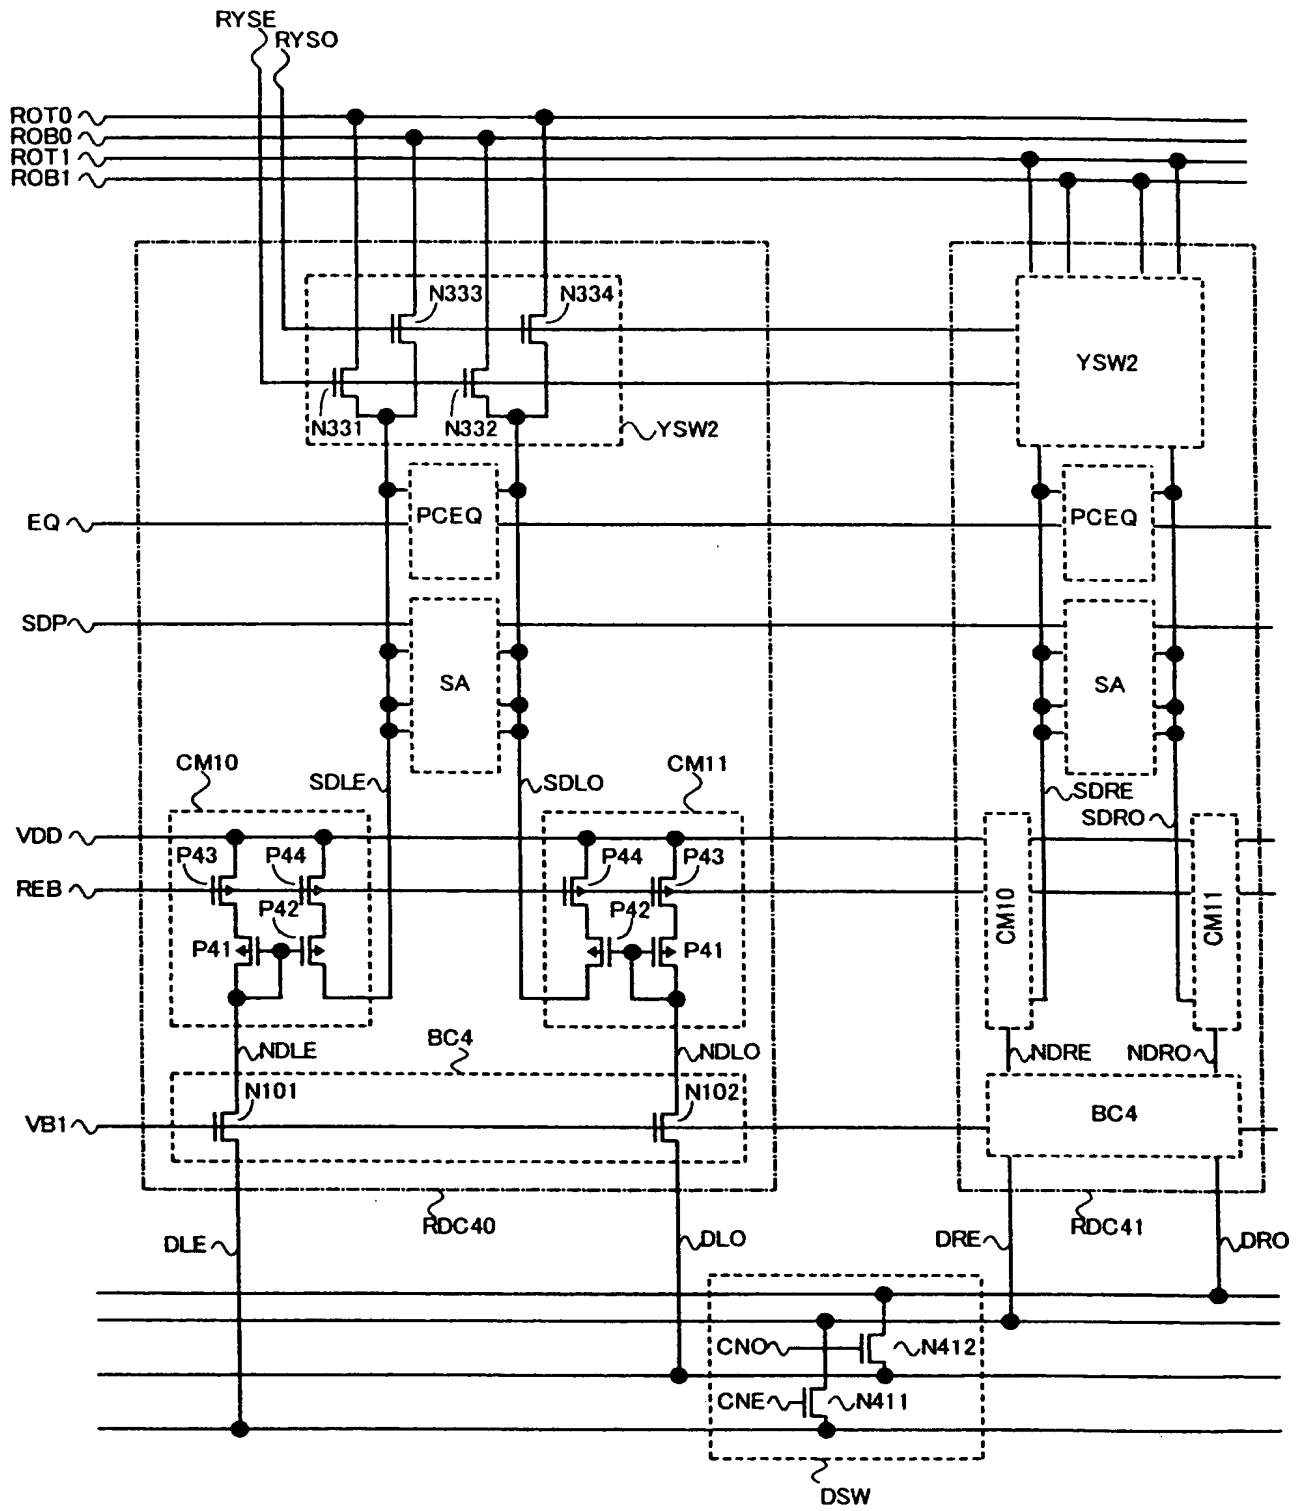 RYSE
RYSO
ROT0
ROB0
ROT1
ROB1
N333
N334
YSW2
N331
N332
YSW2
EQ
PCEQ
PCEQ
SDP
SA
SA
CM10
SDLE
SDLO
CM11
SDRE
SDRO
VDD
P43
P44
P44
P43
REB
P42
P42
CM10
CM11
P41
P41
NDLE
BC4
NDLO
NDRE
NDRO
N101
N102
VB1
BC4
RDC40
RDC41
DLE
DLO
DRE
DRO
CNO
N412
CNE
N411
DSW